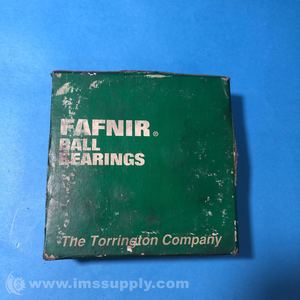 FAFNIR®
BALL
BEARINGS
The Torrington Company
© www.imssupply.com